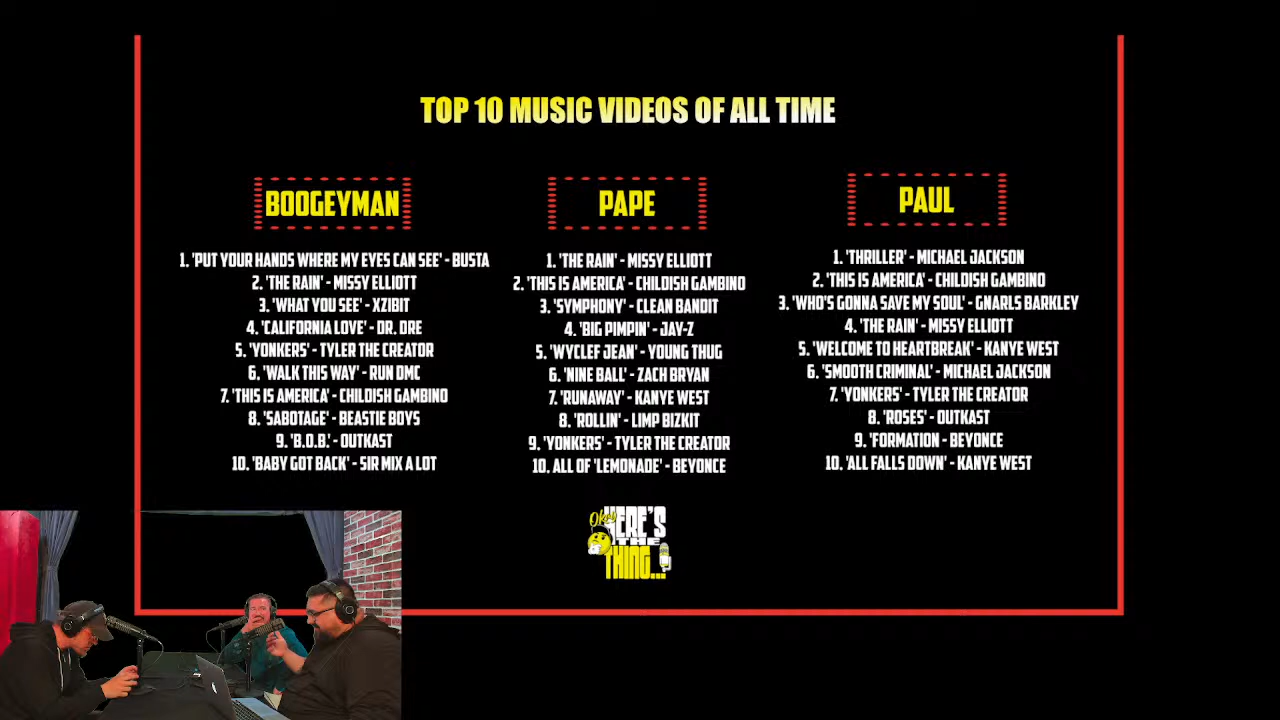 TOP 10 MUSIC VIDEOS OF ALL TIME
BOOGEYMAN
1. 'PUT YOUR HANDS WHERE MY EYES CAN SEE' - BUSTA
2. 'THE RAIN' - MISSY ELLIOTT
3. 'WHAT YOU SEE' - XZIBIT
4. 'CALIFORNIA LOVE' - DR. DRE
5. 'YONKERS' - TYLER THE CREATOR
6. 'WALK THIS WAY' - RUN DMC
7. 'THIS IS AMERICA' - CHILDISH GAMBINO
8. 'SABOTAGE' - BEASTIE BOYS
9. 'B.O.B.' - OUTKAST
10. 'BABY GOT BACK' - SIR MIX A LOT
PAPE
1. 'THE RAIN' - MISSY ELLIOTT
2. 'THIS IS AMERICA' - CHILDISH GAMBINO
3. 'SYMPHONY' - CLEAN BANDIT
4. 'BIG PIMPIN' - JAY-Z
5. 'WYCLEF JEAN' - YOUNG THUG
6. 'NINE BALL' - ZACH BRYAN
7. 'RUNAWAY' - KANYE WEST
8. 'ROLLIN' - LIMP BIZKIT
9. 'YONKERS' - TYLER THE CREATOR
10. ALL OF 'LEMONADE' - BEYONCE
PAUL
1. 'THRILLER' - MICHAEL JACKSON
2. 'THIS IS AMERICA' - CHILDISH GAMBINO
3. 'WHO'S GONNA SAVE MY SOUL' - GNARLS BARKLEY
4. 'THE RAIN' - MISSY ELLIOTT
5. 'WELCOME TO HEARTBREAK' - KANYE WEST
6. 'SMOOTH CRIMINAL' - MICHAEL JACKSON
7. 'YONKERS' - TYLER THE CREATOR
8. 'ROSES' - OUTKAST
9. 'FORMATION' - BEYONCE
10. 'ALL FALLS DOWN' - KANYE WEST
Okay
HERE'S
THE
THING...